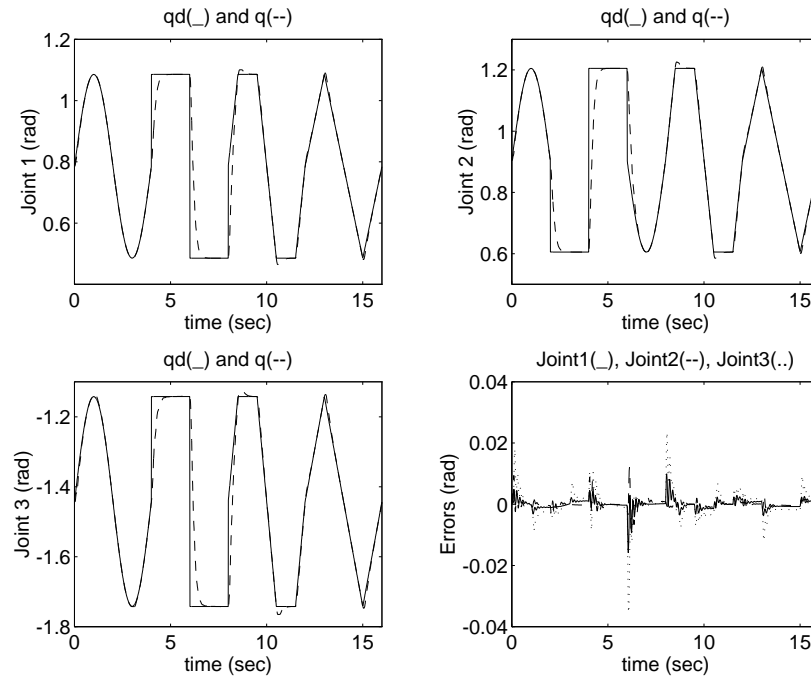 qd(_) and q(--)
1.2
1
0.8
0.6
Joint 1 (rad)
0
5
10
15
time (sec)
qd(_) and q(--)
1.2
1.0
0.8
0.6
Joint 2 (rad)
0
5
10
15
time (sec)
qd(_) and q(--)
-1.2
-1.4
-1.6
-1.8
Joint 3 (rad)
0
5
10
15
time (sec)
Joint1(_), Joint2(--), Joint3(..)
0.04
0.02
0
-0.02
-0.04
Errors (rad)
0
5
10
15
time (sec)